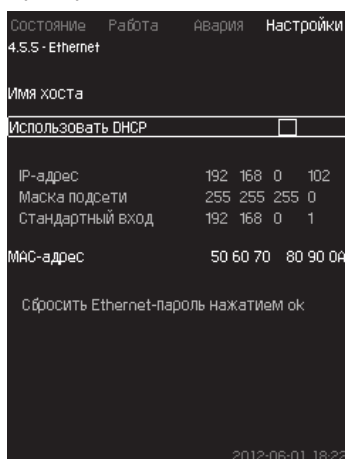 Состояние Работа Авария Настройки
4.5.5 - Ethernet
Имя хоста
Использовать DHCP
IP-адрес 192 168 0 102
Маска подсети 255 255 255 0
Стандартный вход 192 168 0 1
MAC-адрес 50 60 70 80 90 0A
Сбросить Ethernet-пароль нажатием ok
2012-06-01 18:22